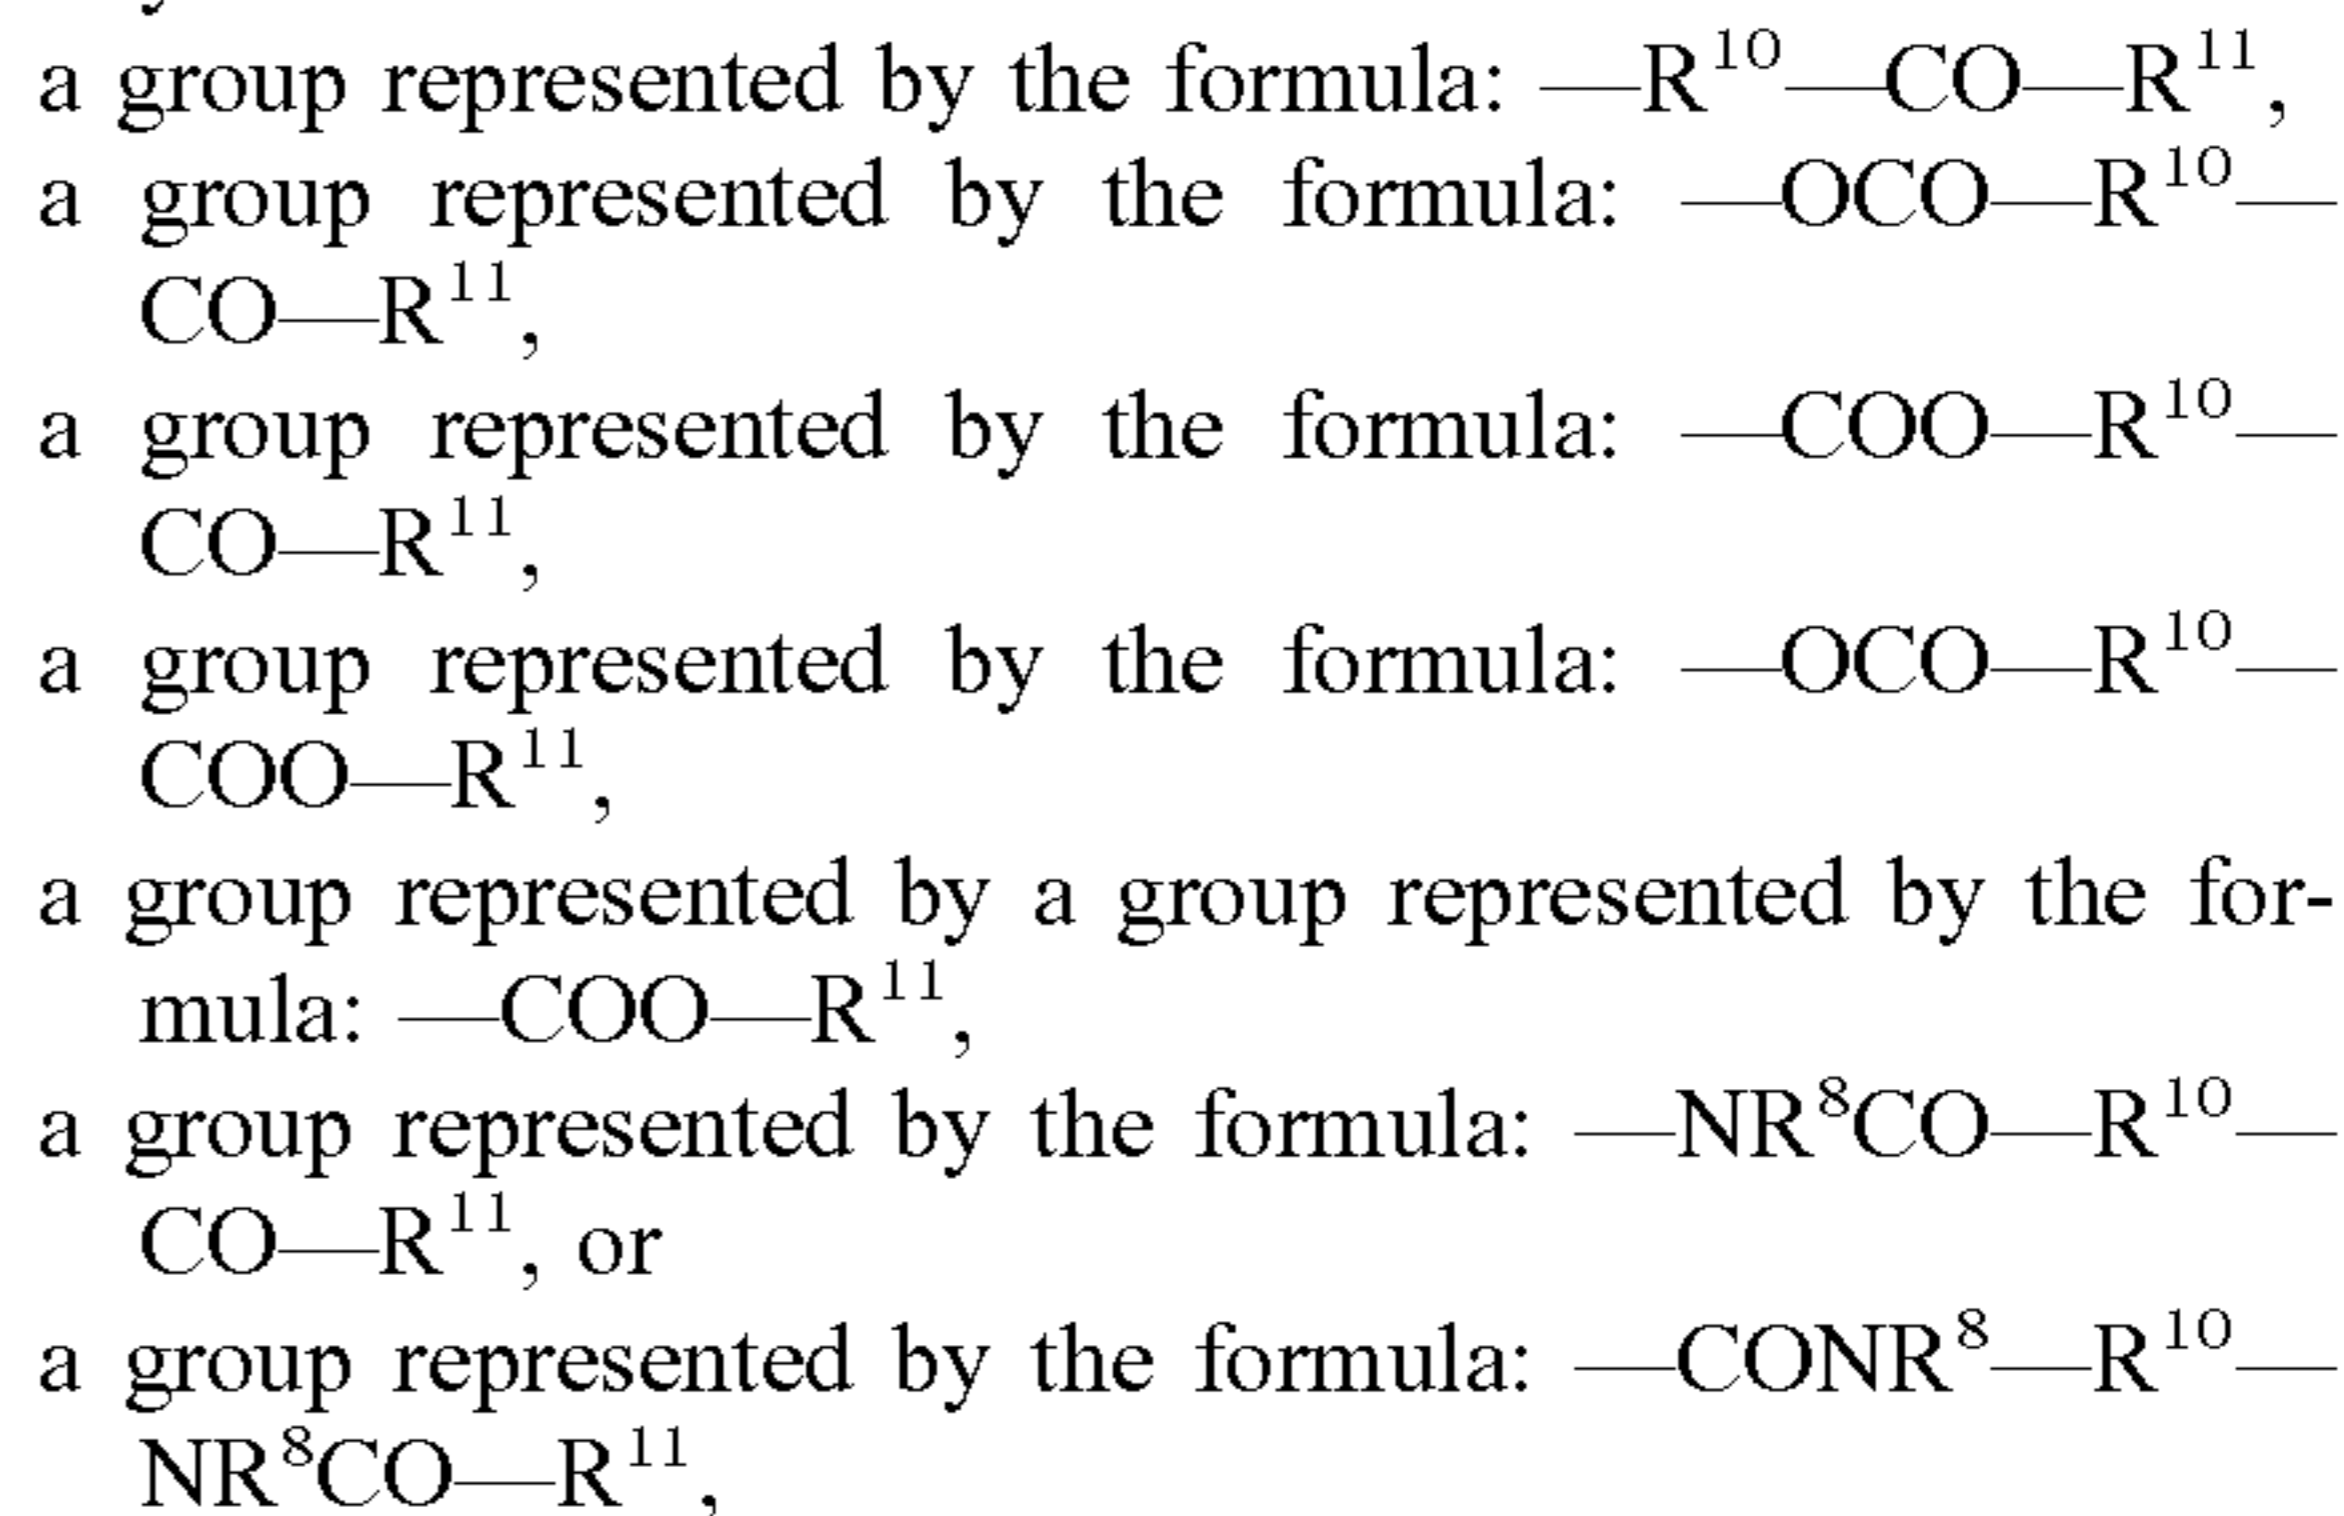 a group represented by the formula: —R¹⁰—CO—R¹¹,
a group represented by the formula: —OCO—R¹⁰—
CO—R¹¹,
a group represented by the formula: —COO—R¹⁰—
CO—R¹¹,
a group represented by the formula: —OCO—R¹⁰—
COO—R¹¹,
a group represented by a group represented by the for-
mula: —COO—R¹¹,
a group represented by the formula: —NR⁸CO—R¹⁰—
CO—R¹¹, or
a group represented by the formula: —CONR⁸—R¹⁰—
NR⁸CO—R¹¹,